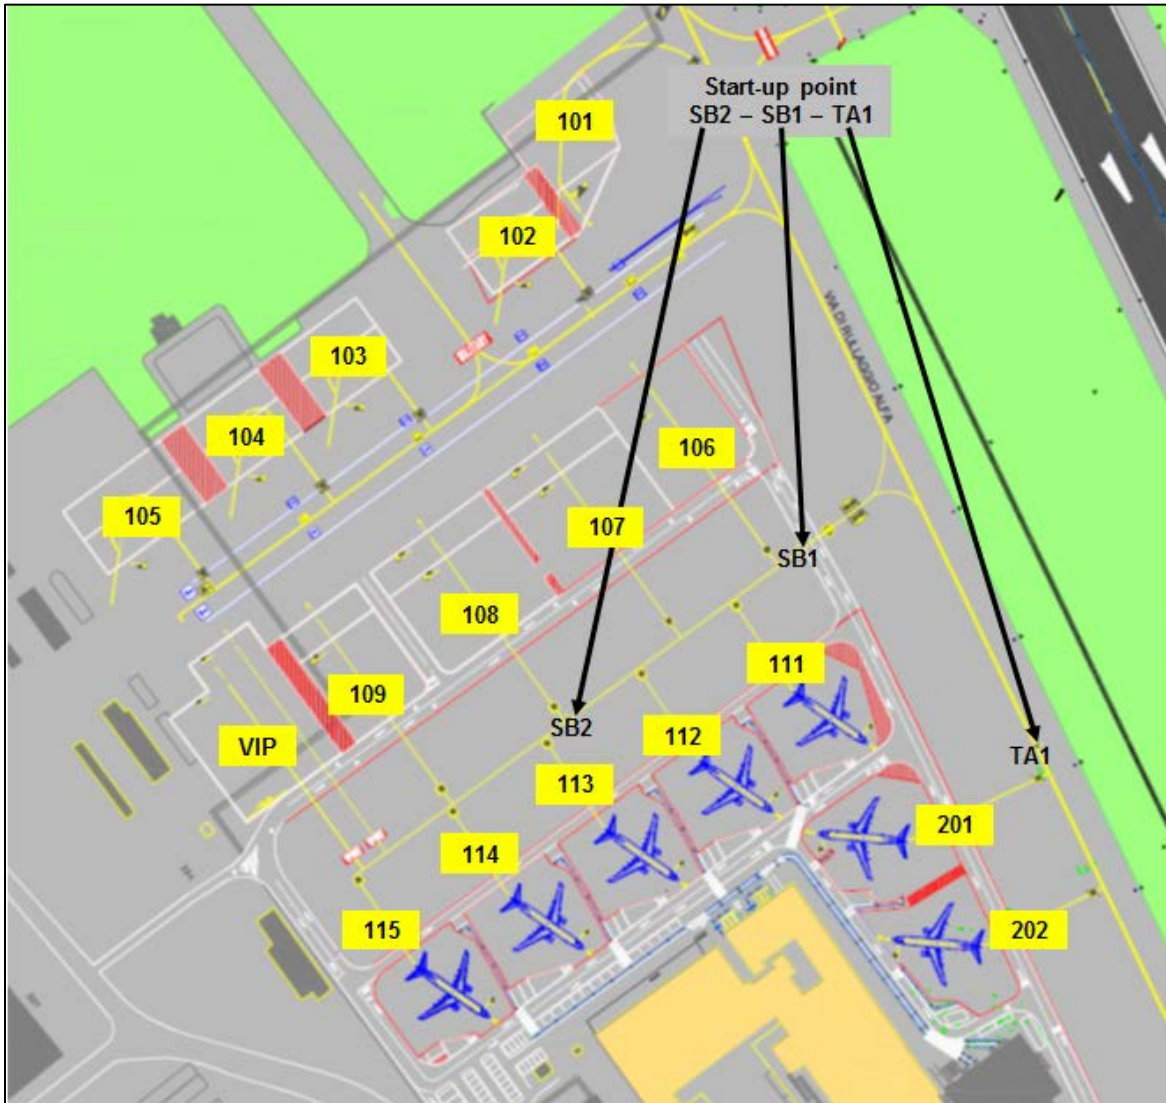 Start-up point
SB2 – SB1 – TA1
101
102
VIA DI RULLAGGIO ALFA
103
106
104
105
107
SB1
108
111
109
SB2
112
VIP
TA1
113
201
114
115
202